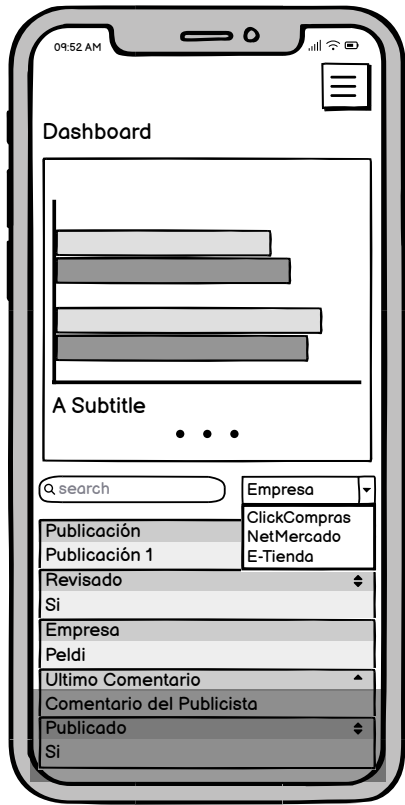 09:52 AM
Dashboard
A Subtitle
search
Empresa
ClickCompras
NetMercado
E-Tienda
Publicación
Publicación 1
Revisado
Si
Empresa
Peldi
Ultimo Comentario
Comentario del Publicista
Publicado
Si